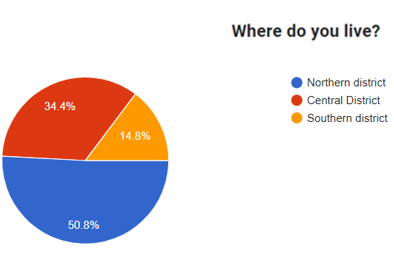 Where do you live?
34.4%
14.8%
50.8%
Northern district
Central District
Southern district